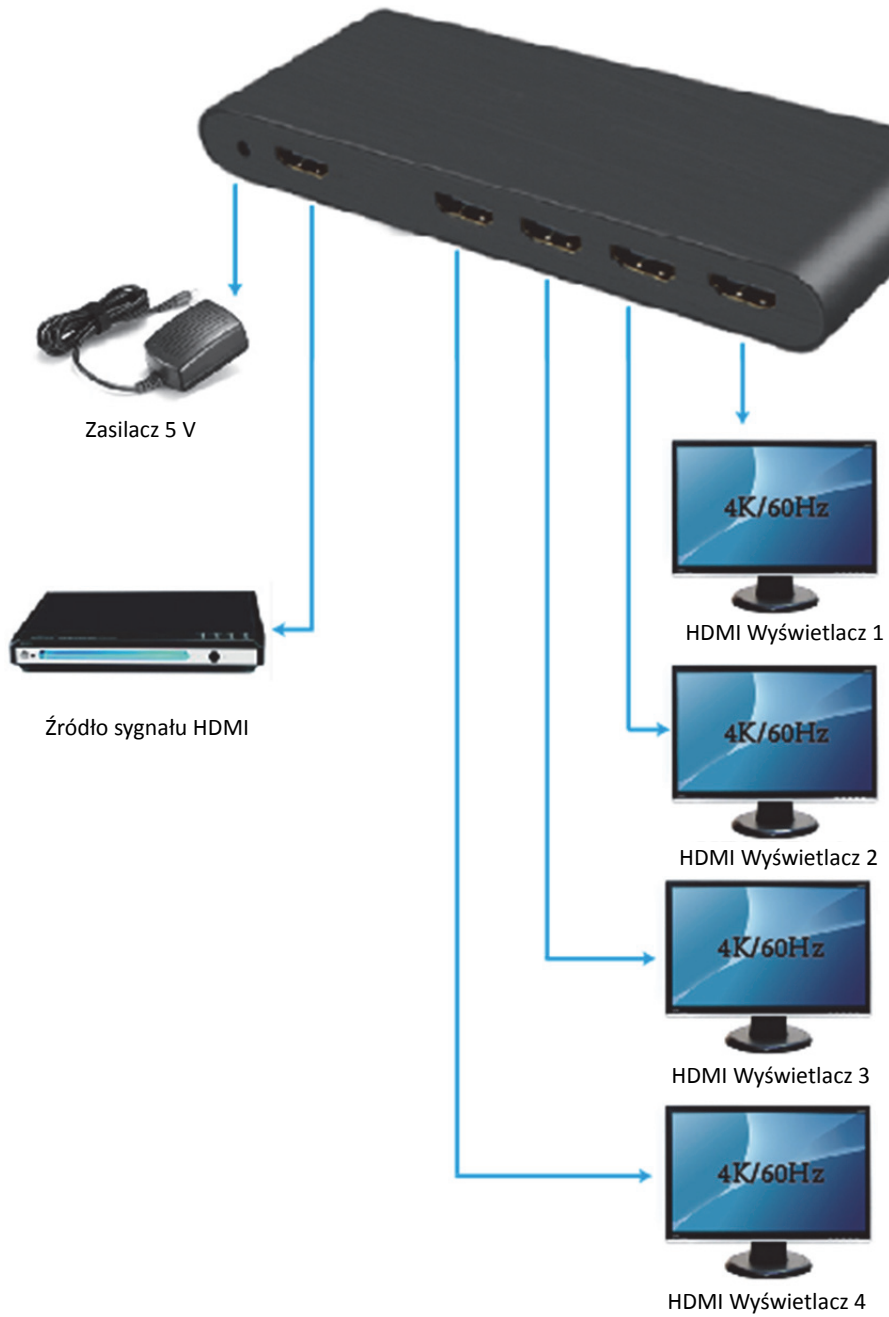 Zasilacz 5 V
4K/60Hz
HDMI Wyświetlacz 1
Źródło sygnału HDMI
4K/60Hz
HDMI Wyświetlacz 2
4K/60Hz
HDMI Wyświetlacz 3
4K/60Hz
HDMI Wyświetlacz 4